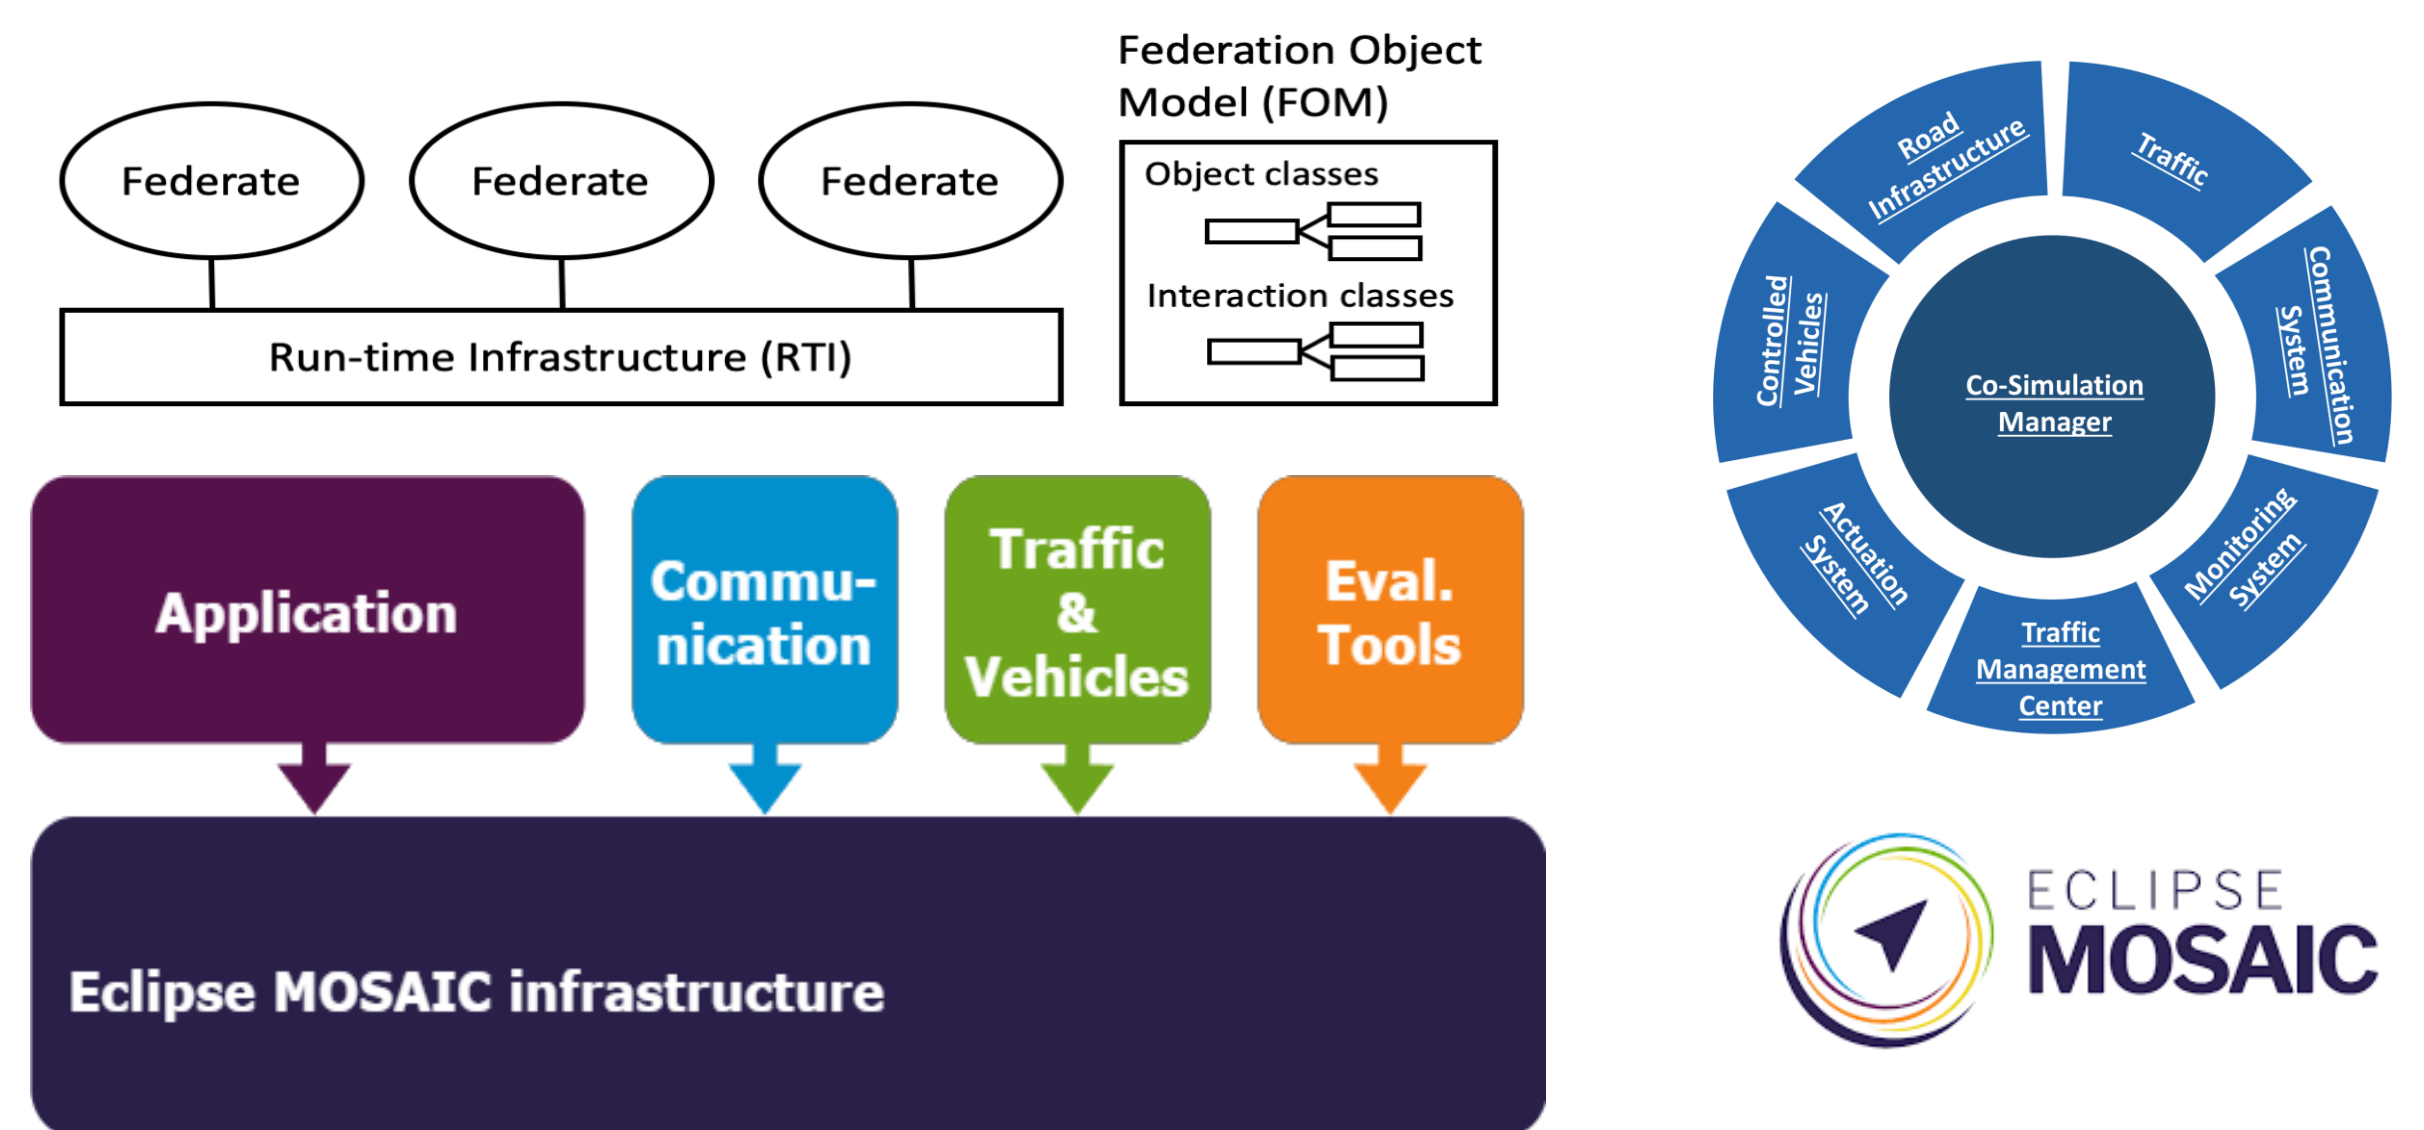 Federation Object
Model (FOM)
Federate
Federate
Federate
Object classes
Interaction classes
Run-time Infrastructure (RTI)
Application
Commu-
nication
Traffic
&
Vehicles
Eval.
Tools
Eclipse MOSAIC infrastructure
Road
Infrastructure
Traffic
Communication
System
Monitoring
System
Traffic
Management
Center
Actuation
System
Controlled
Vehicles
Co-Simulation
Manager
ECLIPSE
MOSAIC